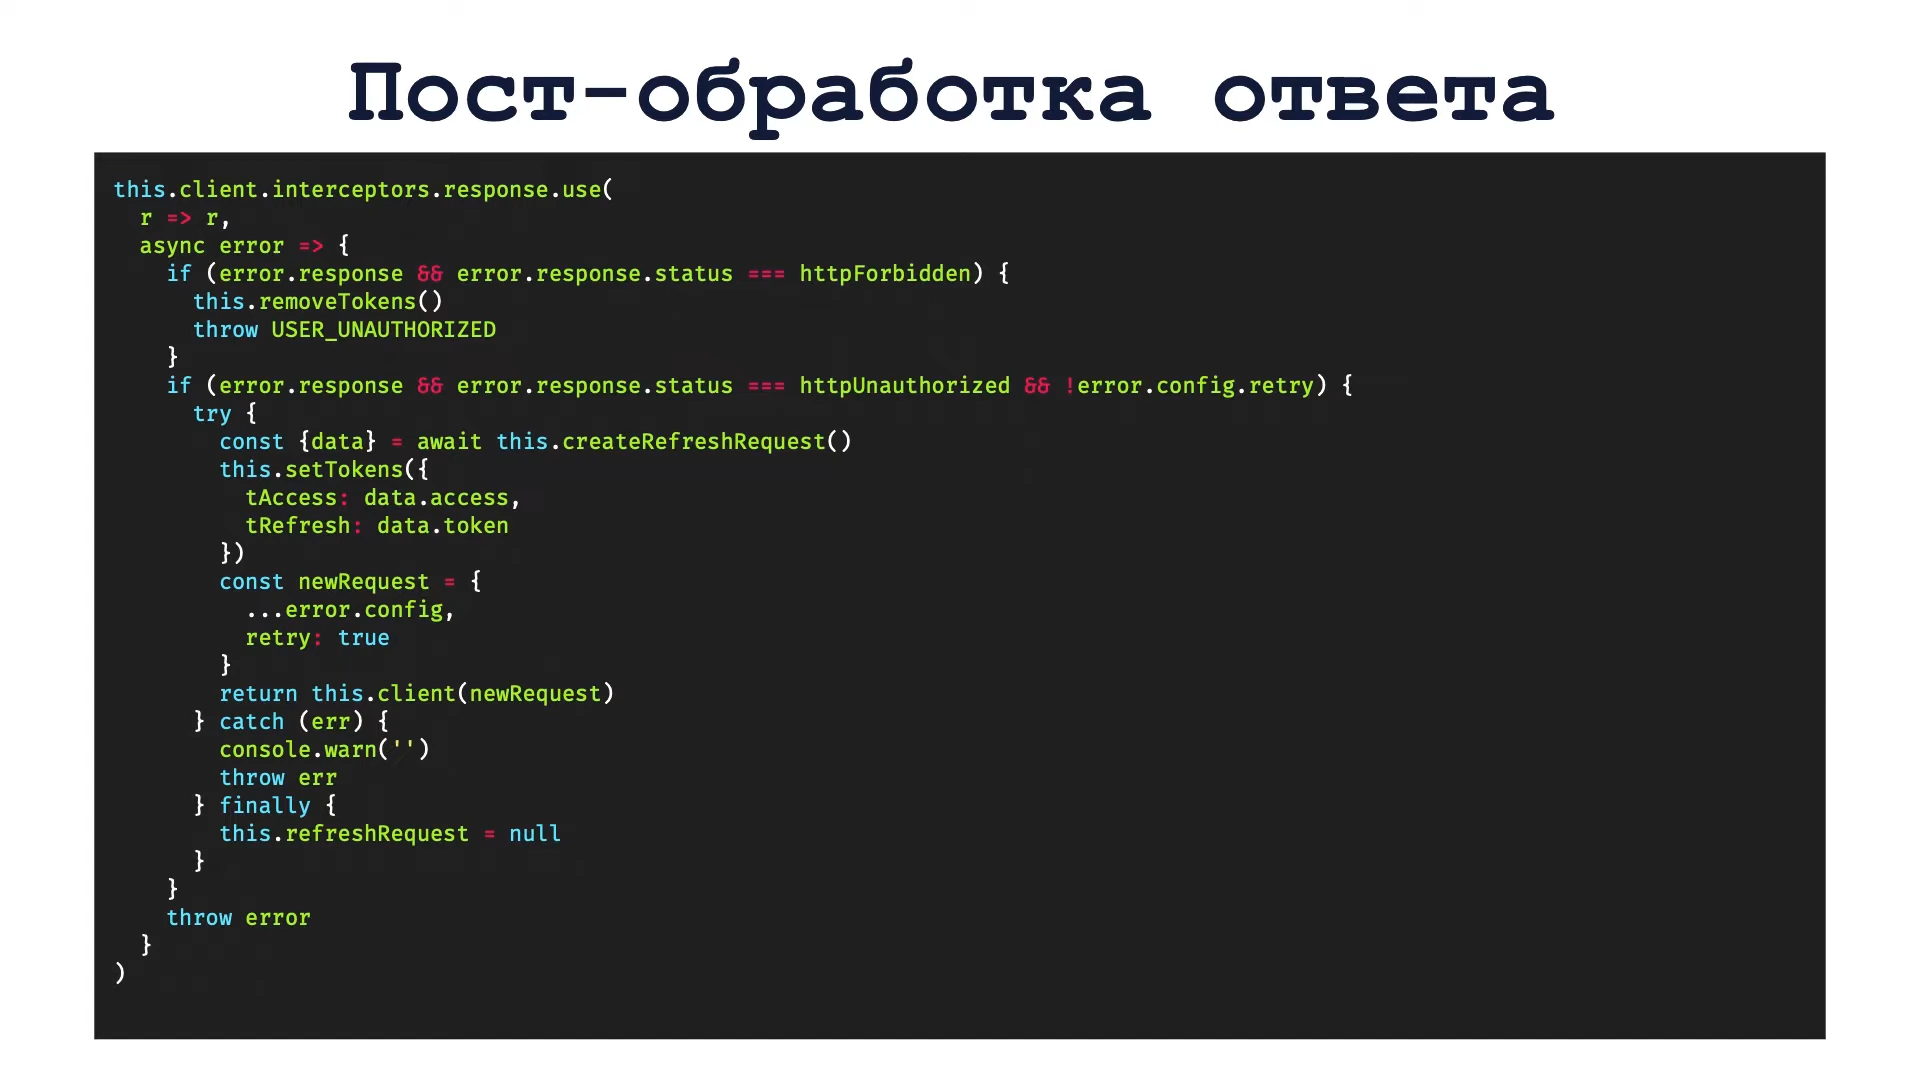 Пост-обработка ответа
this.client.interceptors.response.use(
  r => r,
  async error => {
    if (error.response && error.response.status === httpForbidden) {
      this.removeTokens()
      throw USER_UNAUTHORIZED
    }
    if (error.response && error.response.status === httpUnauthorized && !error.config.retry) {
      try {
        const {data} = await this.createRefreshRequest()
        this.setTokens({
          tAccess: data.access,
          tRefresh: data.token
        })
        const newRequest = {
          ...error.config,
          retry: true
        }
        return this.client(newRequest)
      } catch (err) {
        console.warn('')
        throw err
      } finally {
        this.refreshRequest = null
      }
    }
    throw error
  }
)